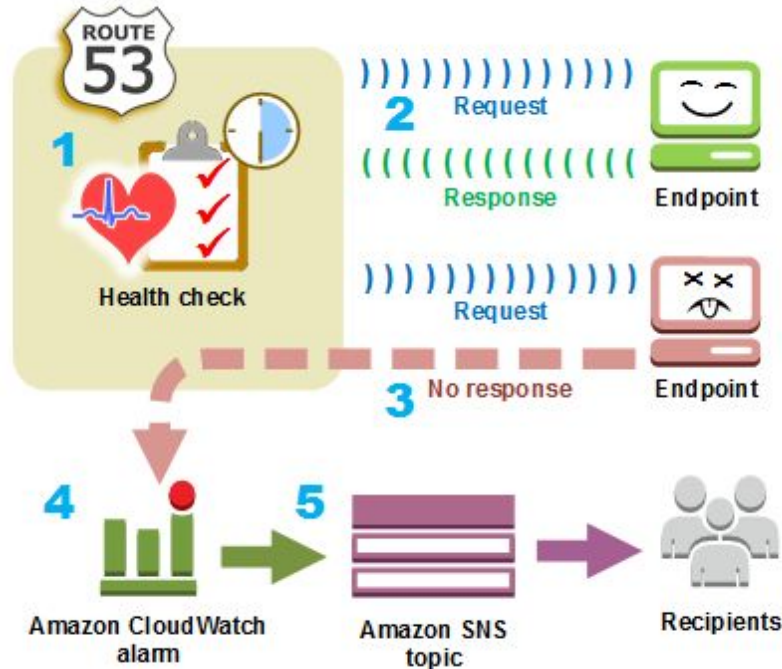 ROUTE
53
1
Health check
2
Request
Response
Endpoint
Request
No response
3
Endpoint
4
Amazon CloudWatch
alarm
5
Amazon SNS
topic
Recipients